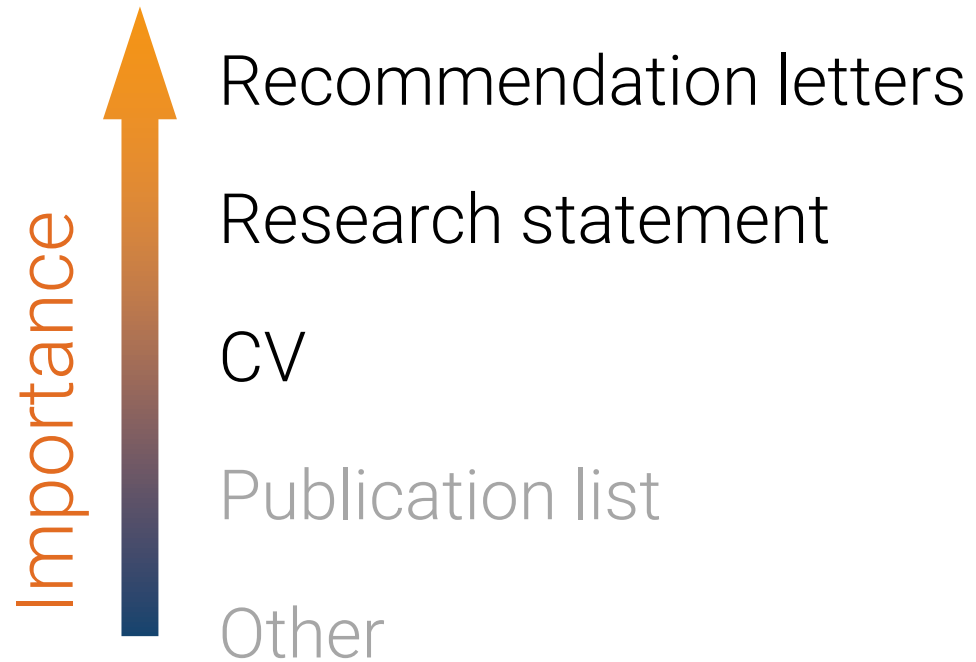 Importance
Recommendation letters
Research statement
CV
Publication list
Other